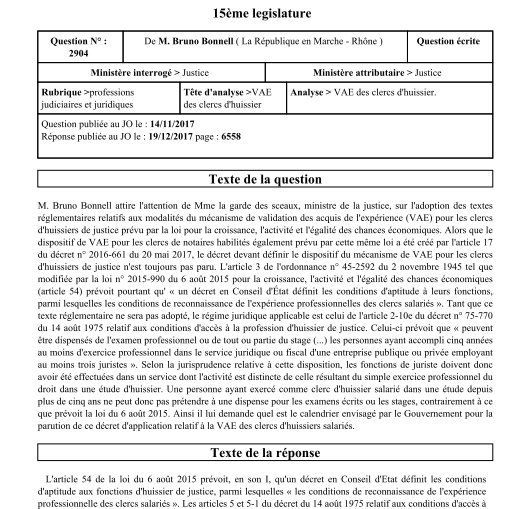 15ème legislature
Question N° :
2904
De M. Bruno Bonnell ( La République en Marche - Rhône )
Question écrite
Ministère interrogé > Justice
Ministère attributaire > Justice
Rubrique >professions
judiciaires et juridiques
Tête d'analyse >VAE
des clercs d'huissier
Analyse > VAE des clercs d'huissier.
Question publiée au JO le : 14/11/2017
Réponse publiée au JO le : 19/12/2017 page : 6558
Texte de la question
M. Bruno Bonnell attire l'attention de Mme la garde des sceaux, ministre de la justice, sur l'adoption des textes
réglementaires relatifs aux modalités du mécanisme de validation des acquis de l'expérience (VAE) pour les clercs
d'huissiers de justice prévu par la loi pour la croissance, l'activité et l'égalité des chances économiques. Alors que le
dispositif de VAE pour les clercs de notaires habilités également prévu par cette même loi a été créé par l'article 17
du décret n° 2016-661 du 20 mai 2017, le décret devant définir le dispositif du mécanisme de VAE pour les clercs
d'huissiers de justice n'est toujours pas paru. L'article 3 de l'ordonnance n° 45-2592 du 2 novembre 1945 tel que
modifiée par la loi n° 2015-990 du 6 août 2015 pour la croissance, l'activité et l'égalité des chances économiques
(article 54) prévoit pourtant qu' « un décret en Conseil d'État définit les conditions d'aptitude à leurs fonctions,
parmi lesquelles les conditions de reconnaissance de l'expérience professionnelles des clercs salariés ». Tant que ce
texte réglementaire ne sera pas adopté, le régime juridique applicable est celui de l'article 2-10e du décret n° 75-770
du 14 août 1975 relatif aux conditions d'accès à la profession d'huissier de justice. Celui-ci prévoit que « peuvent
être dispensés de l'examen professionnel ou de tout ou partie du stage (...) les personnes ayant accompli cinq années
au moins d'exercice professionnel dans le service juridique ou fiscal d'une entreprise publique ou privée employant
au moins trois juristes ». Selon la jurisprudence relative à cette disposition, les fonctions de juriste doivent donc
avoir été effectuées dans un service dont l'activité est distincte de celle résultant du simple exercice professionnel du
droit dans une étude d'huissier. Une personne ayant exercé comme clerc d'huissier salarié dans une étude depuis
plus de cinq ans ne peut donc pas prétendre à une dispense pour les examens écrits ou les stages, contrairement à ce
que prévoit la loi du 6 août 2015. Ainsi il lui demande quel est le calendrier envisagé par le Gouvernement pour la
parution de ce décret d'application relatif à la VAE des clercs d'huissiers salariés.
Texte de la réponse
L'article 54 de la loi du 6 août 2015 prévoit, en son I, qu'un décret en Conseil d'Etat définit les conditions
d'aptitude aux fonctions d'huissier de justice, parmi lesquelles « les conditions de reconnaissance de l'expérience
professionnelle des clercs salariés ». Les articles 5 et 5-1 du décret du 14 août 1975 relatif aux conditions d'accès à